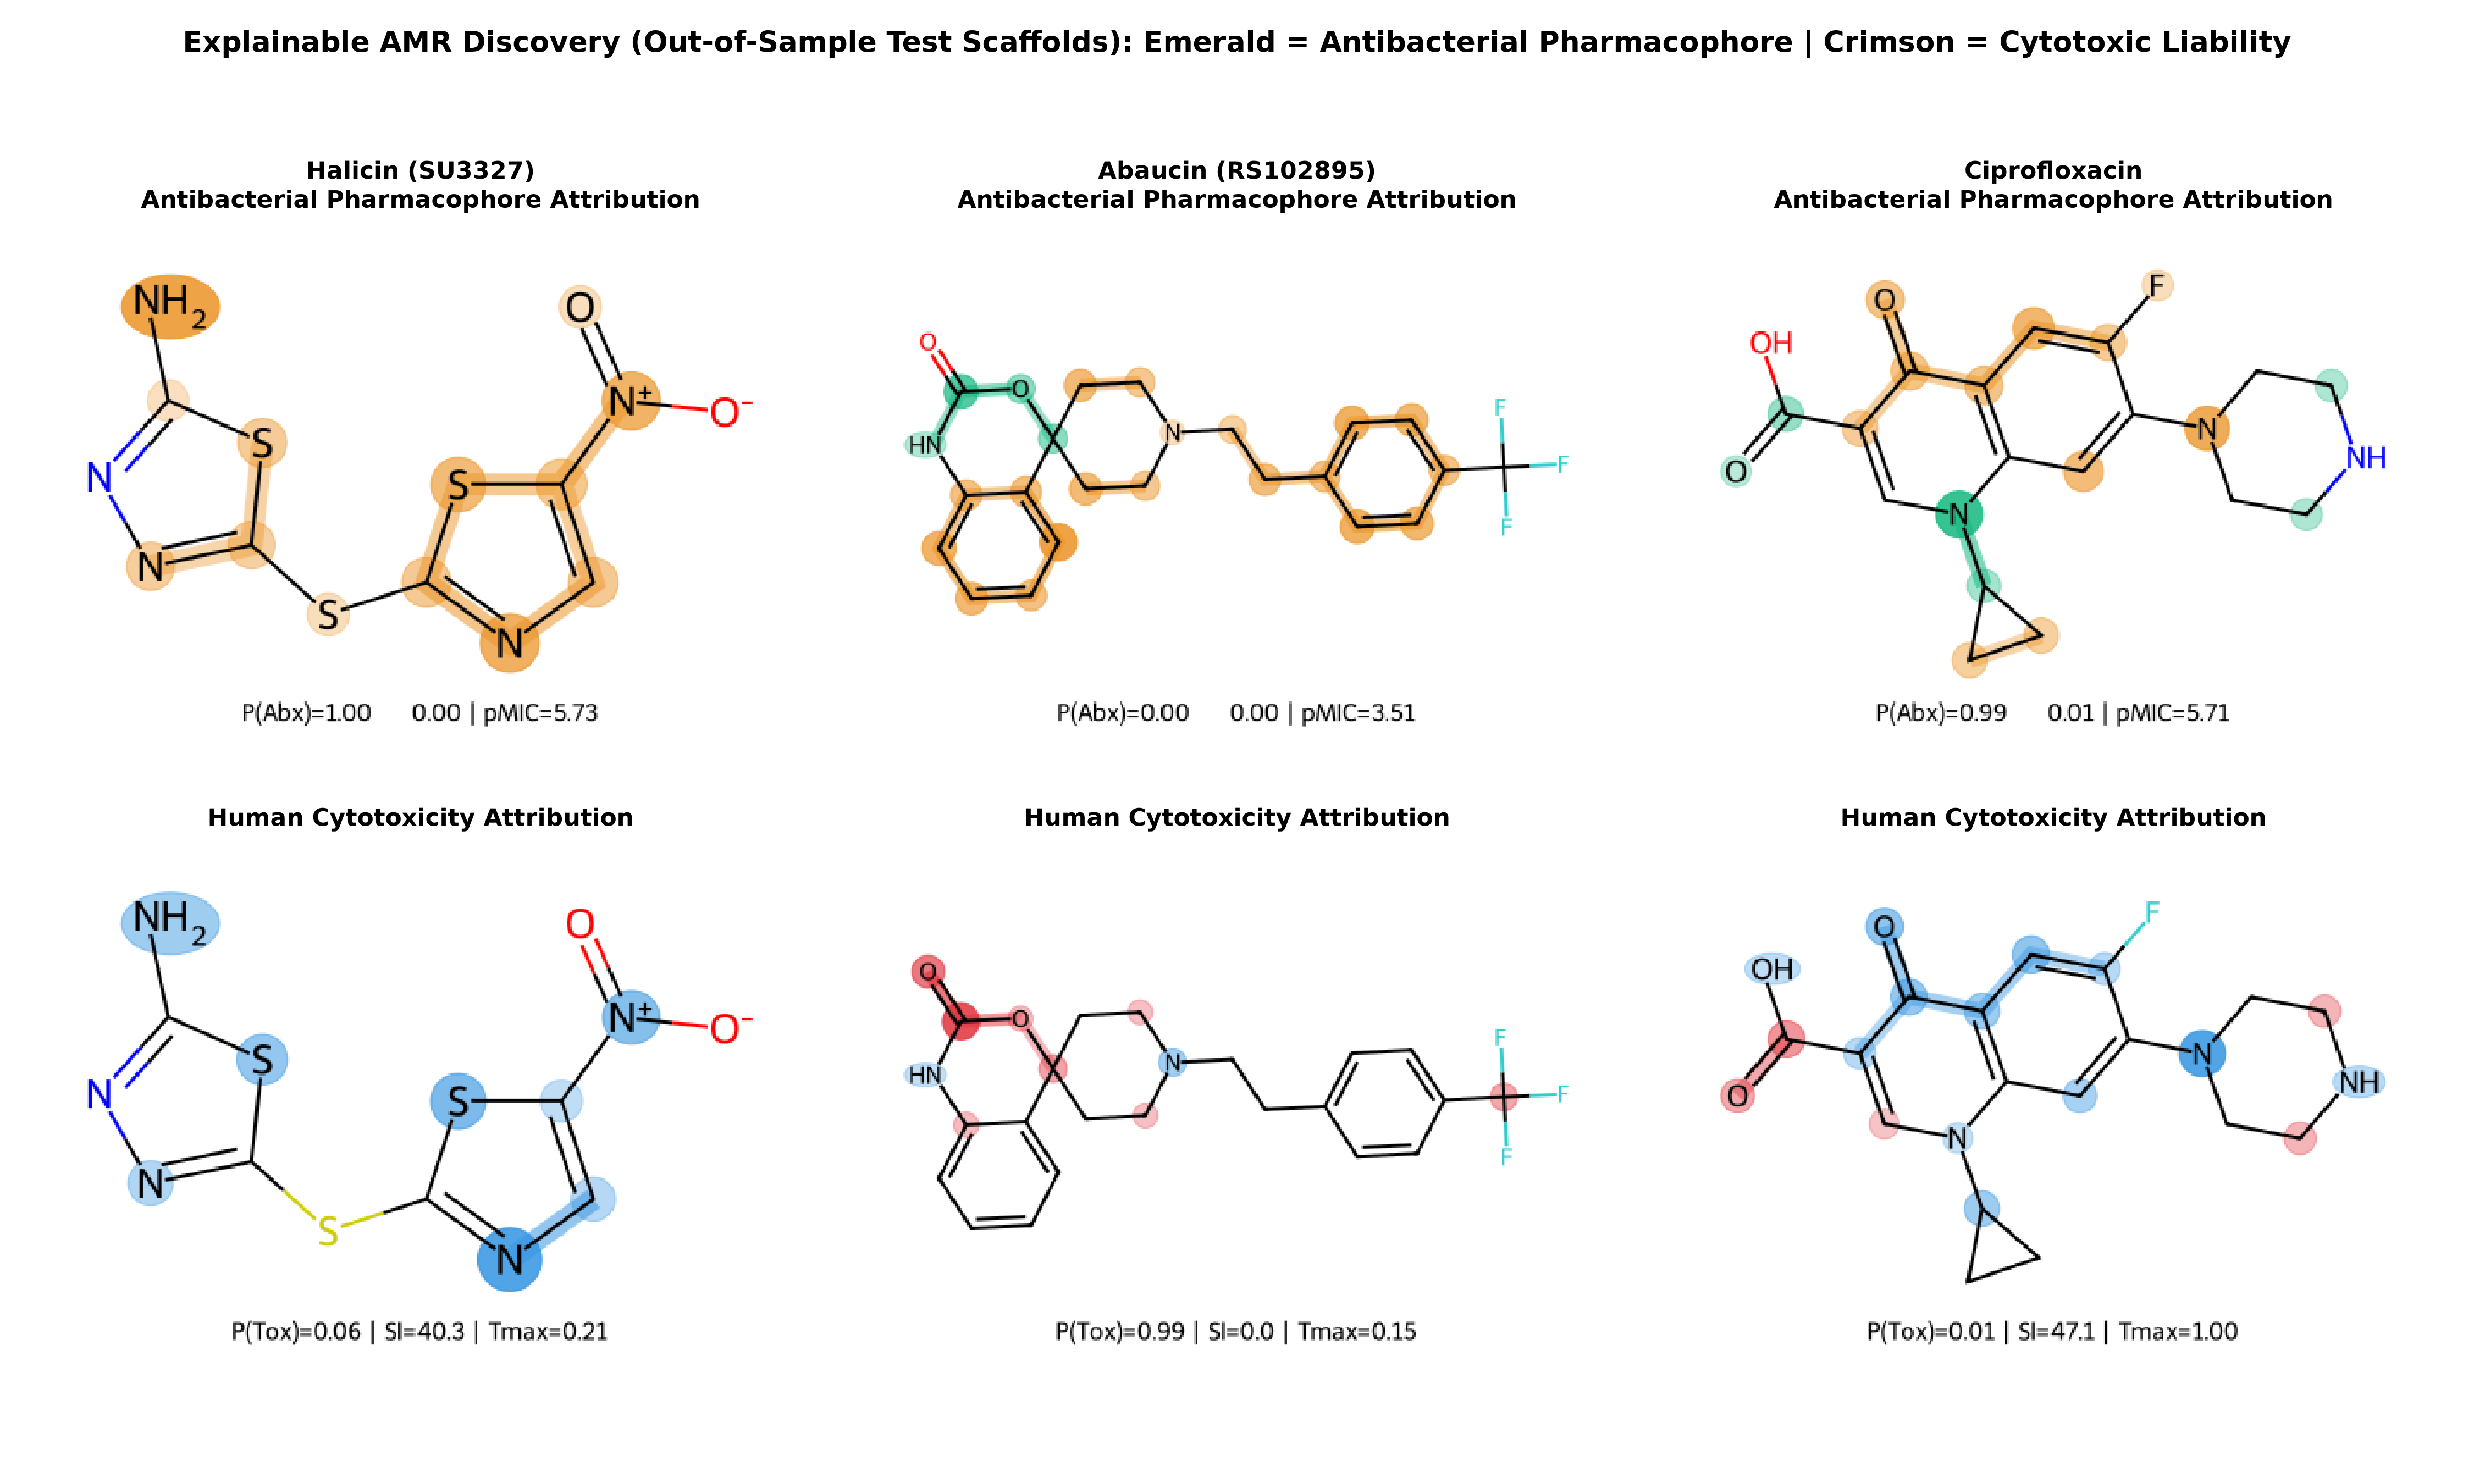 Explainable AMR Discovery (Out-of-Sample Test Scaffolds): Emerald = Antibacterial Pharmacophore | Crimson = Cytotoxic Liability
Halicin (SU3327)
Antibacterial Pharmacophore Attribution
NH2
O
N+
O-
S
N
S
N
S
N
P(Abx)=1.00 0.00 | pMIC=5.73
Abaucin (RS102895)
Antibacterial Pharmacophore Attribution
O
O
HN
N
F
F
F
P(Abx)=0.00 0.00 | pMIC=3.51
Ciprofloxacin
Antibacterial Pharmacophore Attribution
F
O
OH
O
N
NH
N
P(Abx)=0.99 0.01 | pMIC=5.71
Human Cytotoxicity Attribution
NH2
O
N+
O-
S
N
S
N
S
N
P(Tox)=0.06 | SI=40.3 | Tmax=0.21
Human Cytotoxicity Attribution
O
O
HN
N
F
F
F
P(Tox)=0.99 | SI=0.0 | Tmax=0.15
Human Cytotoxicity Attribution
F
O
OH
O
N
NH
N
P(Tox)=0.01 | SI=47.1 | Tmax=1.00